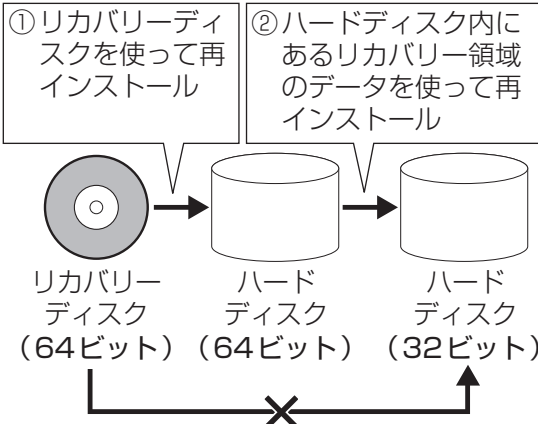 ①リカバリーディ
スクを使って再
インストール
②ハードディスク内に
あるリカバリー領域
のデータを使って再
インストール
リカバリー
ディスク
（64ビット）
ハード
ディスク
（64ビット）
ハード
ディスク
（32ビット）